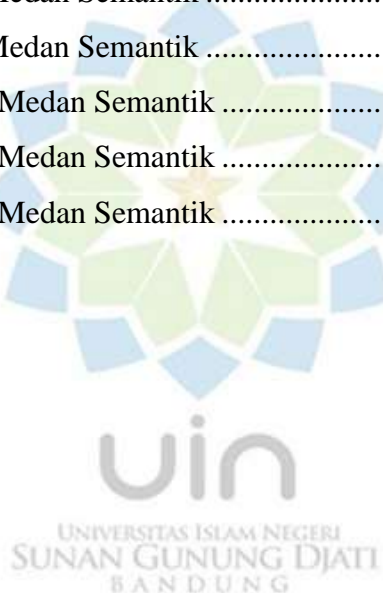 Medan Semantik ......................
Medan Semantik ......................
Medan Semantik ....................
Medan Semantik ....................
Medan Semantik ....................
uin
UNIVERSITAS ISLAM NEGERI
SUNAN GUNUNG DJATI
BANDUNG